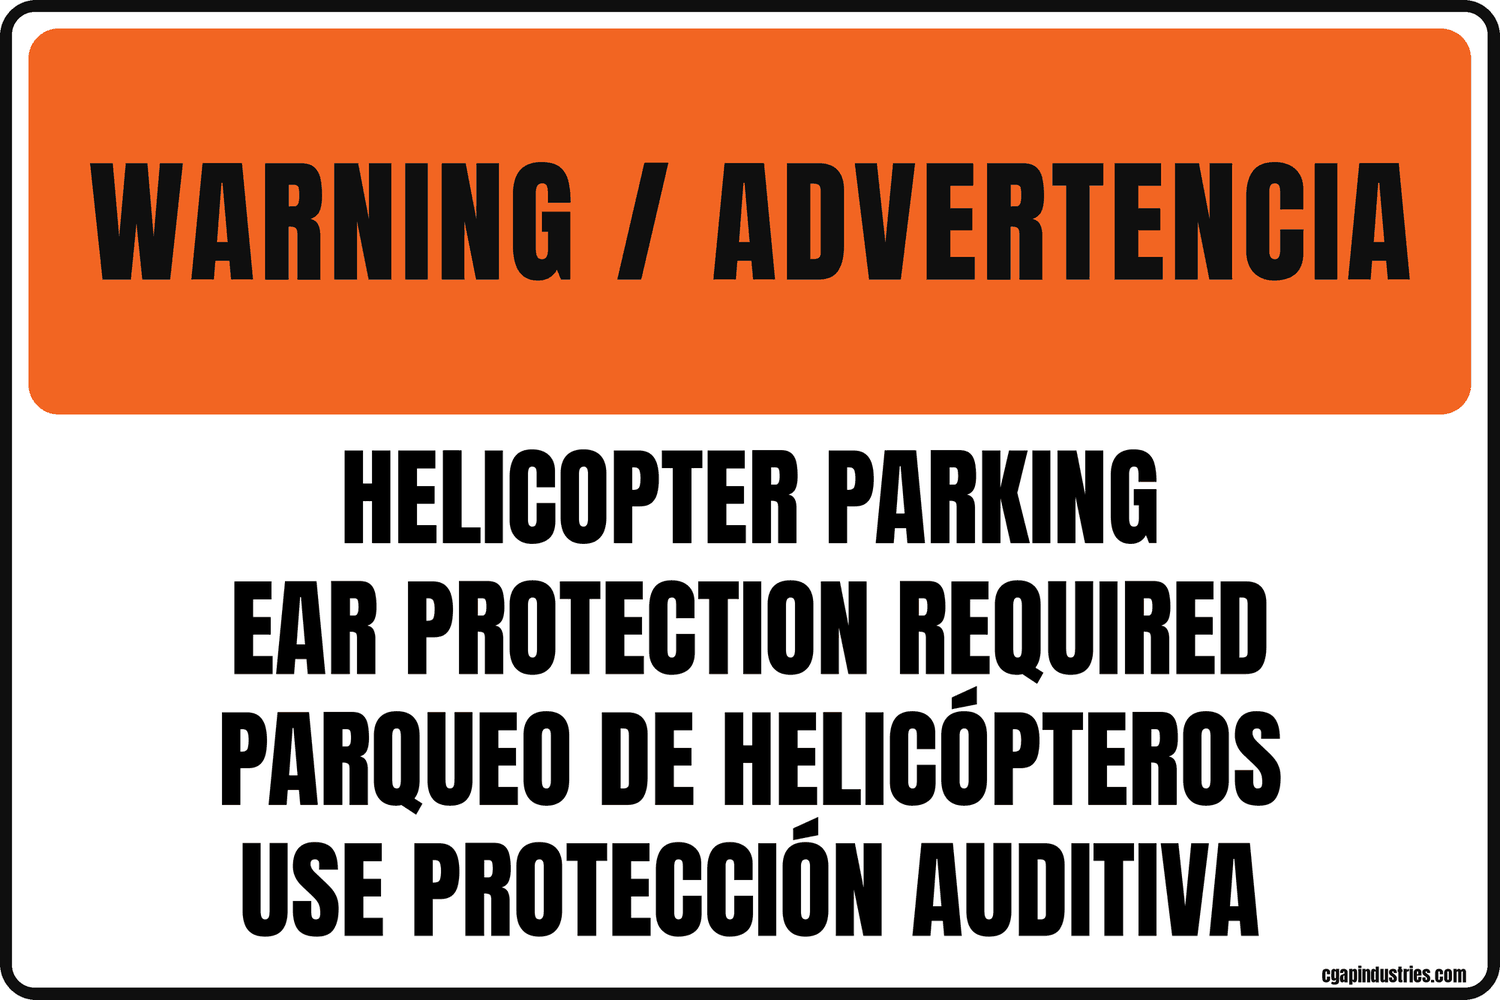 WARNING / ADVERTENCIA
HELICOPTER PARKING
EAR PROTECTION REQUIRED
PARQUEO DE HELICÓPTEROS
USE PROTECCIÓN AUDITIVA
cgapindustries.com